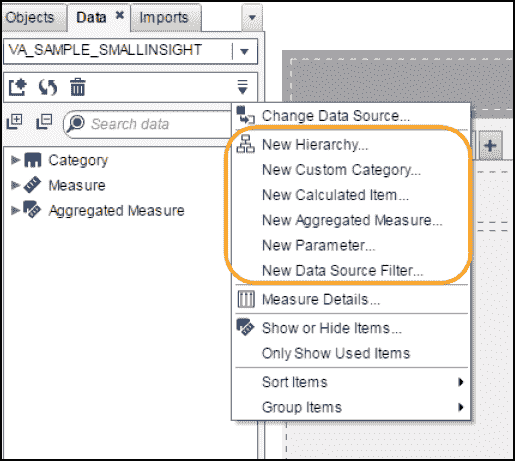 Objects Data × Imports
VA_SAMPLE_SMALLINSIGHT
Search data
Category
Measure
Aggregated Measure
Change Data Source...
New Hierarchy...
New Custom Category...
New Calculated Item...
New Aggregated Measure...
New Parameter...
New Data Source Filter...
Measure Details...
Show or Hide Items...
Only Show Used Items
Sort Items
Group Items